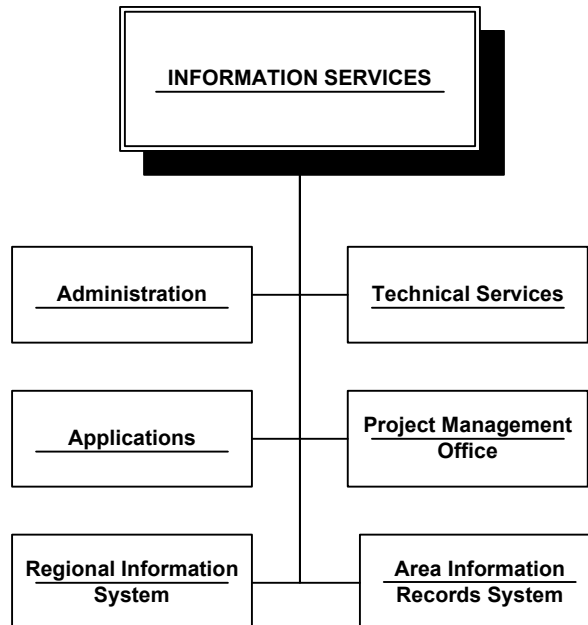 INFORMATION SERVICES
Administration
Technical Services
Applications
Project Management
Office
Regional Information
System
Area Information
Records System